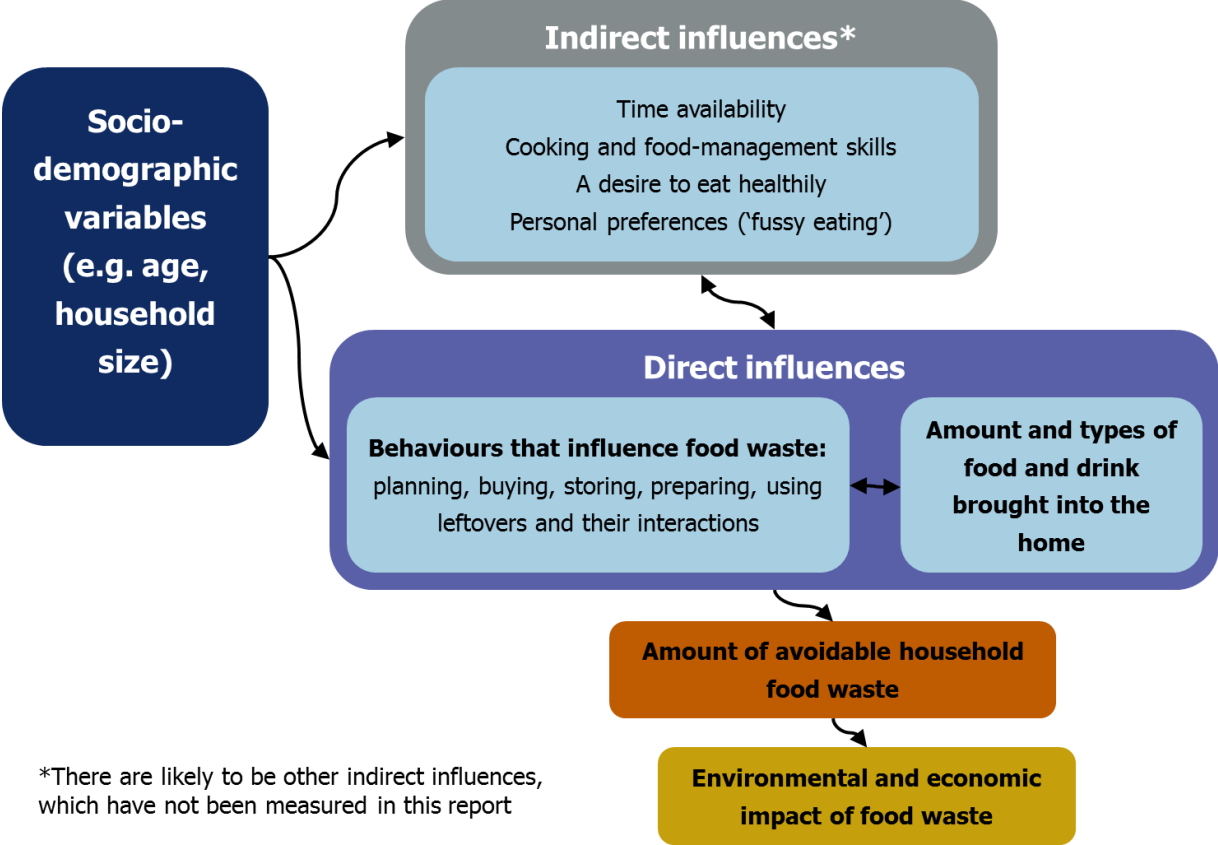 Socio-
demographic
variables
(e.g. age,
household
size)
Indirect influences*
Time availability
Cooking and food-management skills
A desire to eat healthily
Personal preferences (‘fussy eating’)
Direct influences
Behaviours that influence food waste:
planning, buying, storing, preparing, using
leftovers and their interactions
Amount and types of
food and drink
brought into the
home
Amount of avoidable household
food waste
Environmental and economic
impact of food waste
*There are likely to be other indirect influences,
which have not been measured in this report